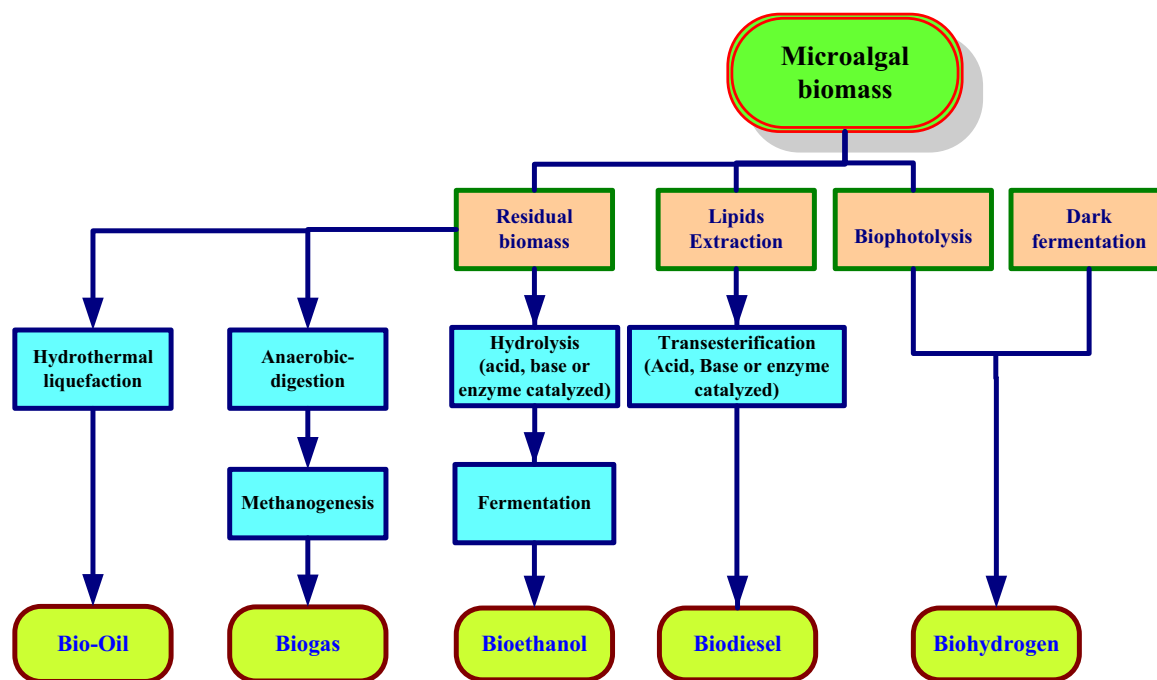 Microalgal
biomass
Residual
biomass
Lipids
Extraction
Biophotolysis
Dark
fermentation
Hydrothermal
liquefaction
Anaerobic-
digestion
Hydrolysis
(acid, base or
enzyme catalyzed)
Transesterification
(Acid, Base or enzyme
catalyzed)
Methanogenesis
Fermentation
Bio-Oil
Biogas
Bioethanol
Biodiesel
Biohydrogen